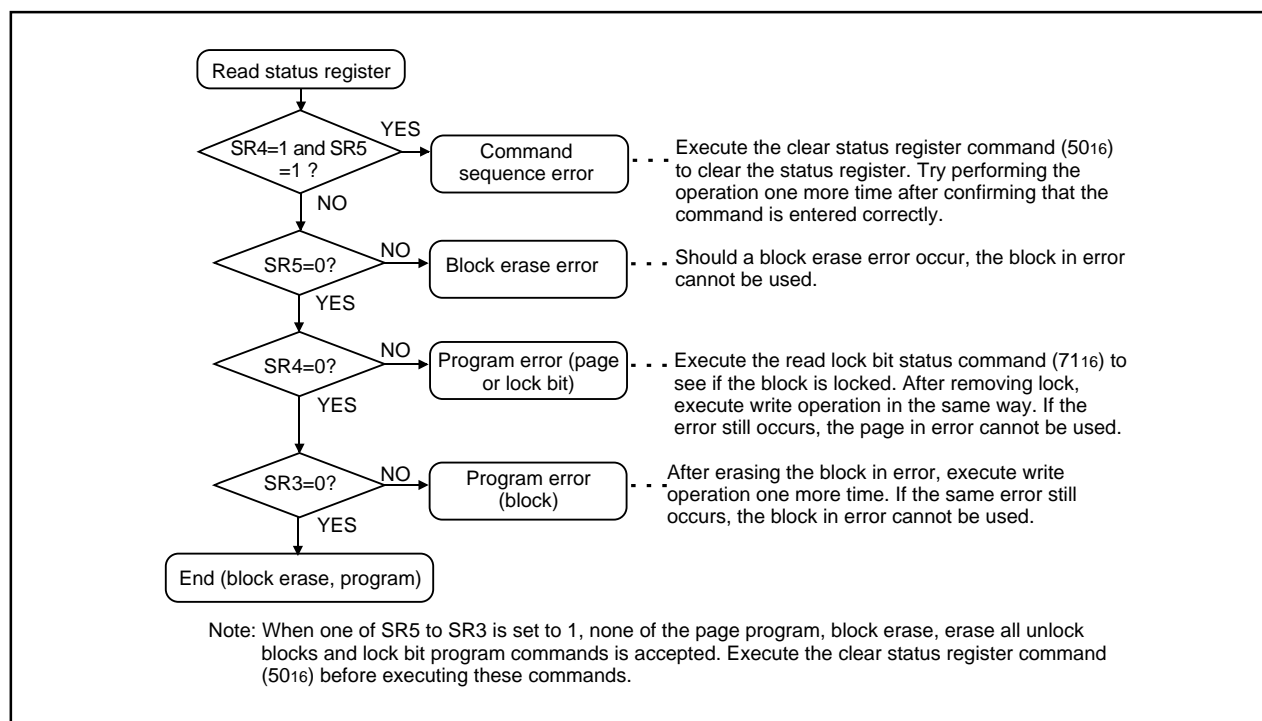 Read status register
SR4=1 and SR5
=1 ?
YES
Command
sequence error
Execute the clear status register command (5016)
to clear the status register. Try performing the
operation one more time after confirming that the
command is entered correctly.
NO
SR5=0?
NO
Block erase error
Should a block erase error occur, the block in error
cannot be used.
YES
SR4=0?
NO
Program error (page
or lock bit)
Execute the read lock bit status command (7116) to
see if the block is locked. After removing lock,
execute write operation in the same way. If the
error still occurs, the page in error cannot be used.
YES
SR3=0?
NO
Program error
(block)
After erasing the block in error, execute write
operation one more time. If the same error still
occurs, the block in error cannot be used.
YES
End (block erase, program)
Note: When one of SR5 to SR3 is set to 1, none of the page program, block erase, erase all unlock
blocks and lock bit program commands is accepted. Execute the clear status register command
(5016) before executing these commands.